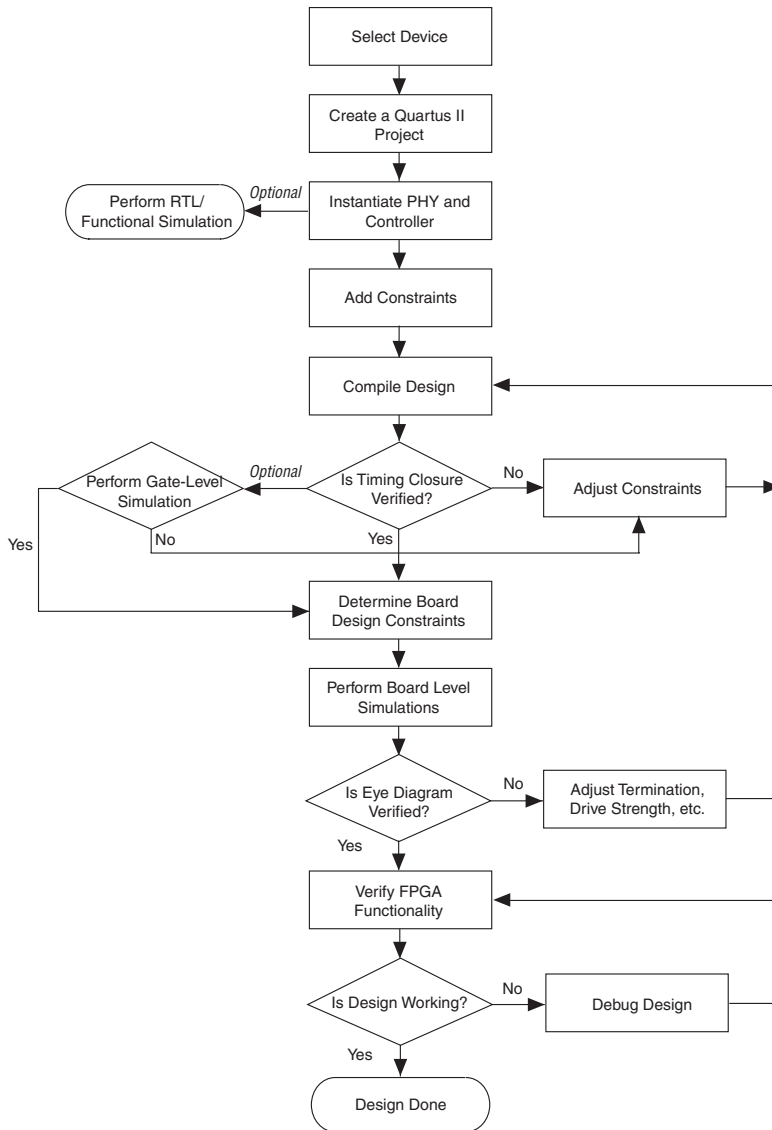 Select Device
Create a Quartus II
Project
Optional
Perform RTL/
Functional Simulation
Instantiate PHY and
Controller
Add Constraints
Compile Design
Perform Gate-Level
Simulation
Optional
Is Timing Closure
Verified?
No
Adjust Constraints
Yes
No
Yes
Determine Board
Design Constraints
Perform Board Level
Simulations
Is Eye Diagram
Verified?
No
Adjust Termination,
Drive Strength, etc.
Yes
Verify FPGA
Functionality
Is Design Working?
No
Debug Design
Yes
Design Done